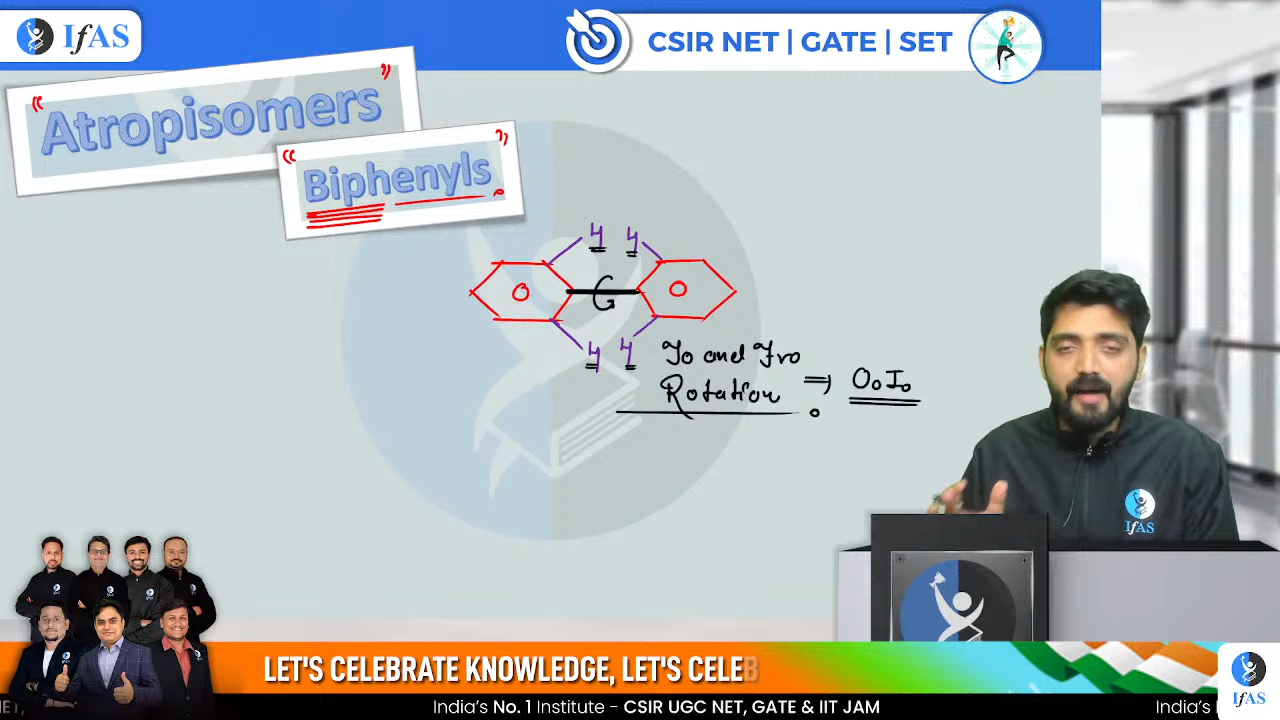 IfAS
CSIR NET | GATE | SET
" Atropisomers "
" Biphenyls "
H H
H H
To and Fro
Rotation ⇒ O.I.
IfAS
LET'S CELEBRATE KNOWLEDGE, LET'S CELEB
India's No. 1 Institute - CSIR UGC NET, GATE & IIT JAM
India's
IfAS